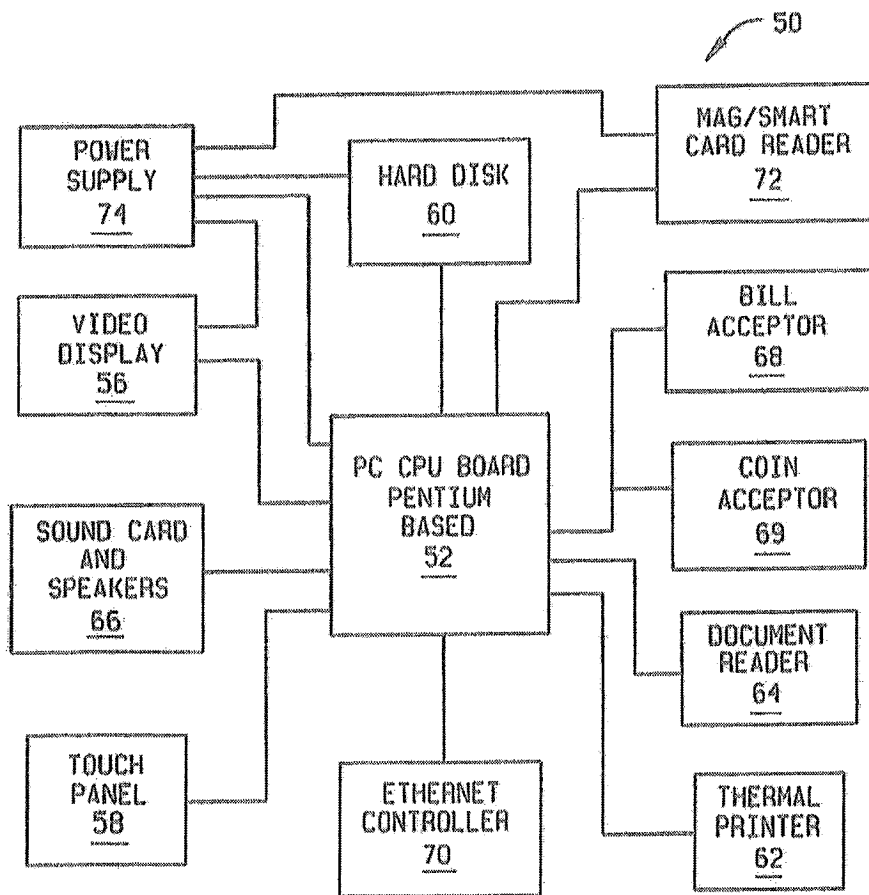 50
POWER
SUPPLY
74
HARD DISK
60
MAG/SMART
CARD READER
72
VIDEO
DISPLAY
56
BILL
ACCEPTOR
68
PC CPU BOARD
PENTIUM
BASED
52
COIN
ACCEPTOR
69
SOUND CARD
AND
SPEAKERS
66
DOCUMENT
READER
64
TOUCH
PANEL
58
ETHERNET
CONTROLLER
70
THERMAL
PRINTER
62